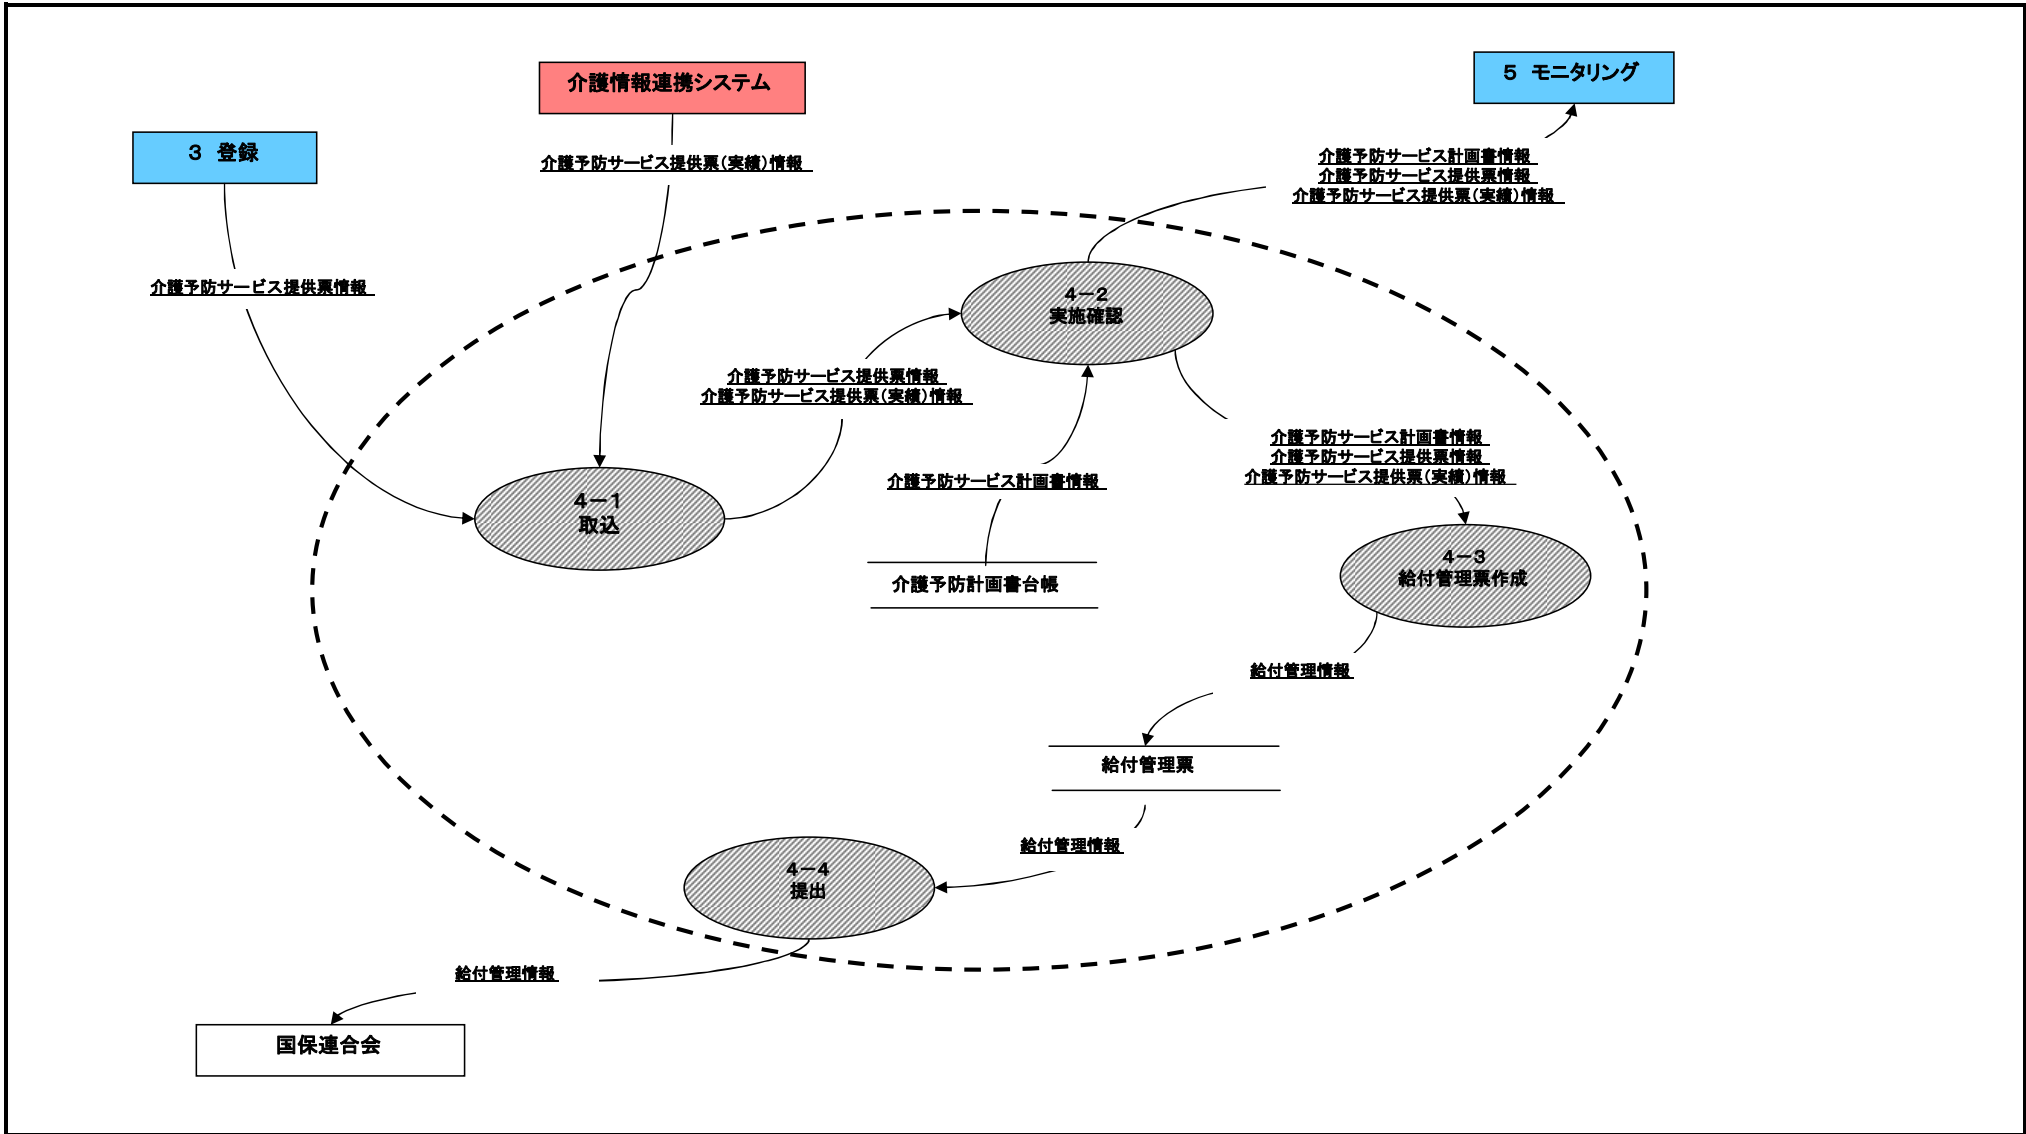 介護情報連携システム
5 モニタリング
3 登録
介護予防サービス提供票(実績)情報
介護予防サービス計画書情報
介護予防サービス提供票情報
介護予防サービス提供票(実績)情報
介護予防サービス提供票情報
4-2
実施確認
介護予防サービス提供票情報
介護予防サービス提供票(実績)情報
介護予防サービス計画書情報
介護予防サービス提供票情報
介護予防サービス提供票(実績)情報
介護予防サービス計画書情報
4-1
取込
4-3
給付管理票作成
介護予防計画書台帳
給付管理情報
給付管理票
給付管理情報
4-4
提出
給付管理情報
国保連合会